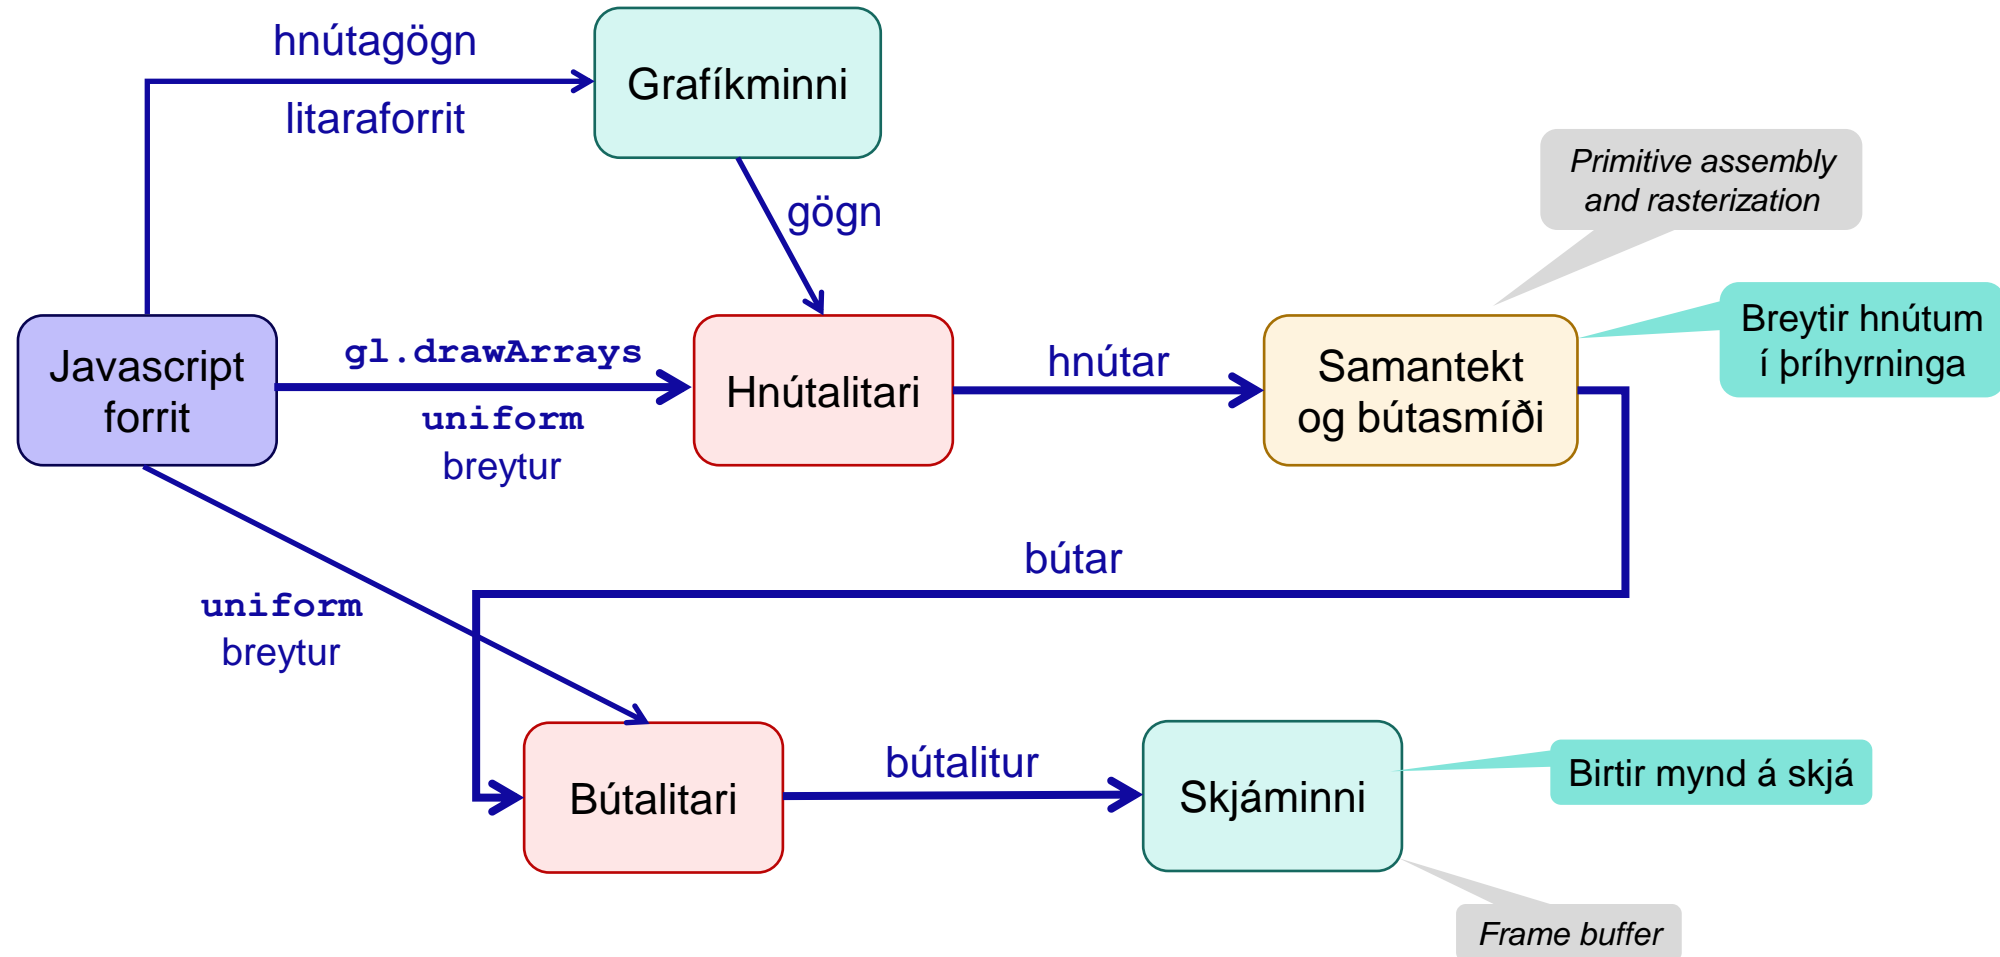 hnútagögn
litaraforrit
Grafíkminni
gögn
Primitive assembly
and rasterization
Breytir hnútum
í þríhyrninga
Javascript
forrit
gl.drawArrays
uniform
breytur
Hnútalitari
hnútar
Samantekt
og bútasmíði
bútar
uniform
breytur
Bútalitari
bútalitur
Skjáminni
Birtir mynd á skjá
Frame buffer